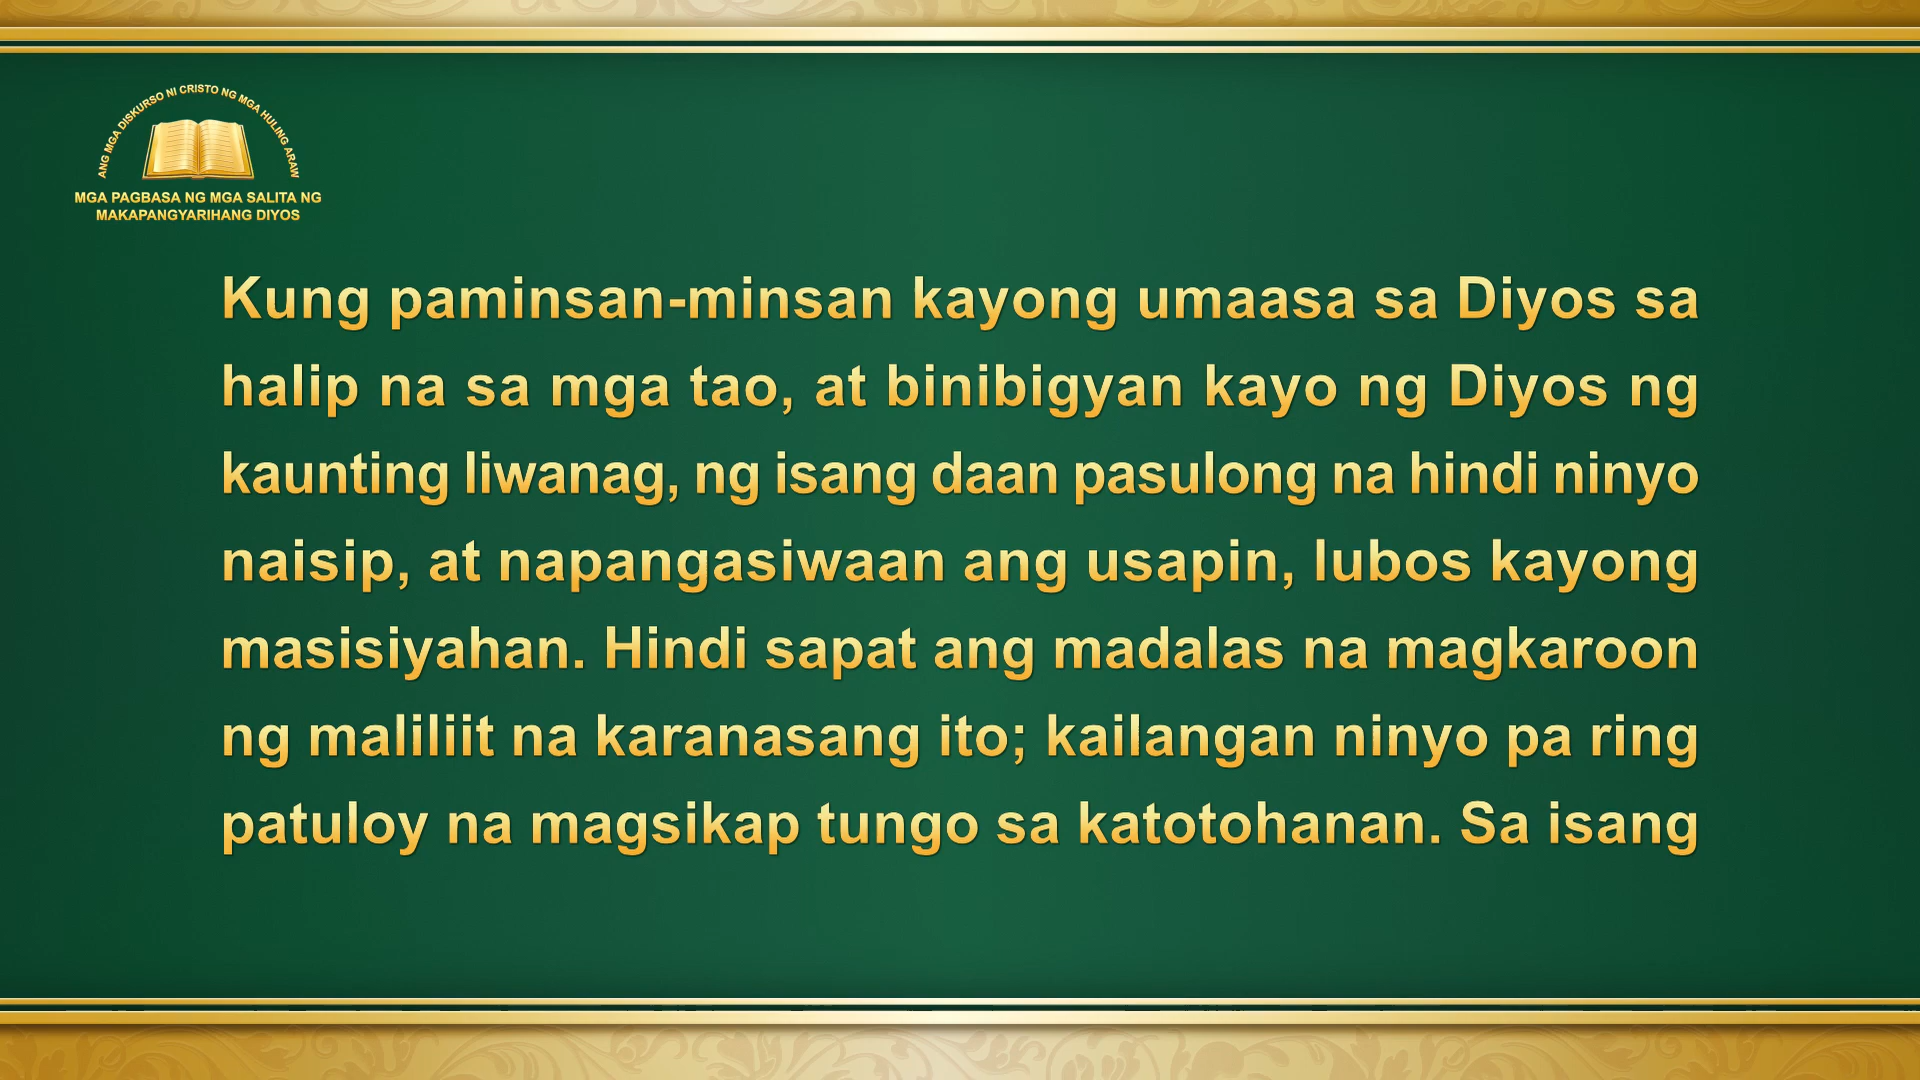 ANG MGA DISKURSO NI CRISTO NG MGA HULING ARAW
MGA PAGBASA NG MGA SALITA NG
MAKAPANGYARIHANG DIYOS
Kung paminsan-minsan kayong umaasa sa Diyos sa
halip na sa mga tao, at binibigyan kayo ng Diyos ng
kaunting liwanag, ng isang daan pasulong na hindi ninyo
naisip, at napangasiwaan ang usapin, lubos kayong
masisiyahan. Hindi sapat ang madalas na magkaroon
ng maliliit na karanasang ito; kailangan ninyo pa ring
patuloy na magsikap tungo sa katotohanan. Sa isang